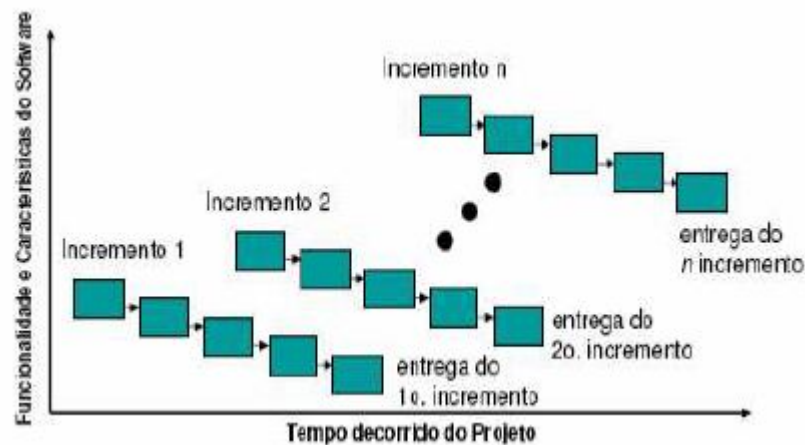 Funcionalidade e Características do Software
Incremento n
Incremento 2
Incremento 1
entrega do
n incremento
entrega do
2o. incremento
entrega do
1o. incremento
Tempo decorrido do Projeto